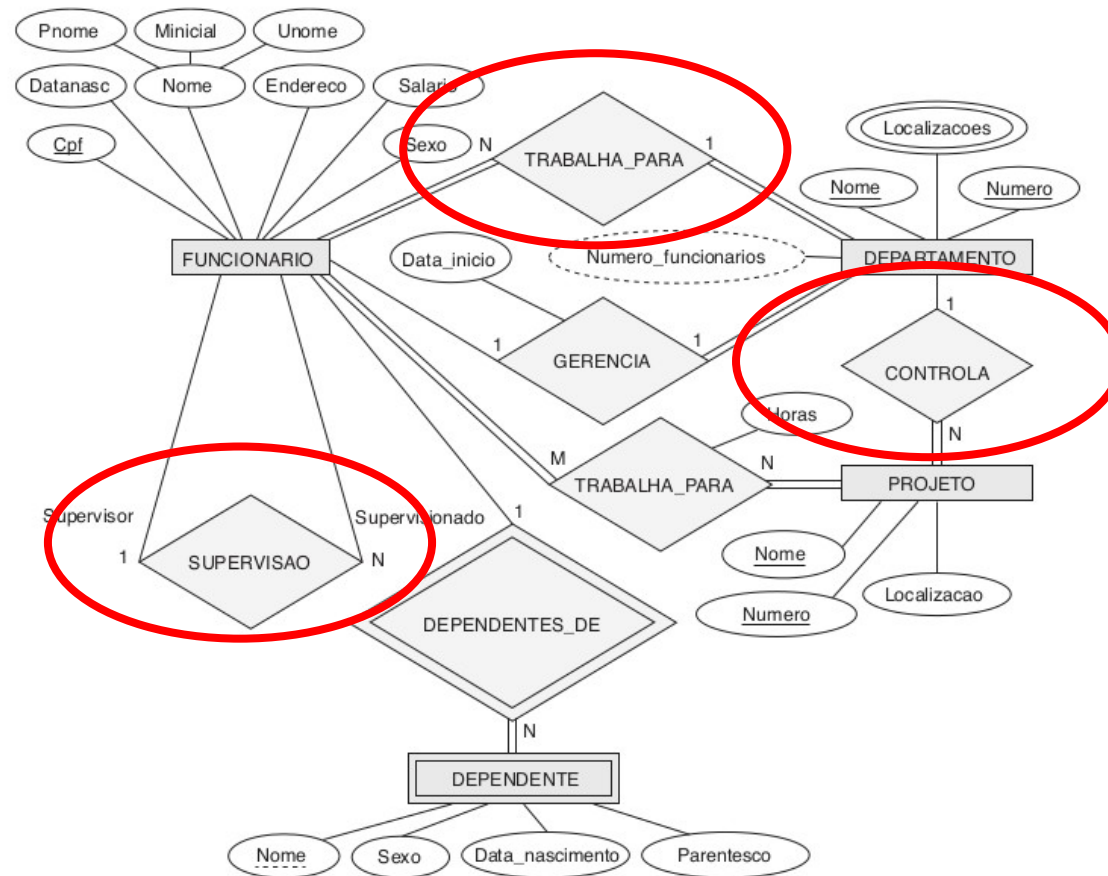 Pnome
Minicial
Unome
Datanasc
Nome
Endereco
Salario
Cpf
Sexo
N
TRABALHA_PARA
1
Localizacoes
Nome
Numero
FUNCIONARIO
Data_inicio
Numero_funcionarios
DEPARTAMENTO
1
GERENCIA
1
1
CONTROLA
N
Horas
M
TRABALHA_PARA
N
PROJETO
Supervisor
Supervisionado
1
1
SUPERVISAO
N
Nome
Numero
Localizacao
DEPENDENTES_DE
N
DEPENDENTE
Nome
Sexo
Data_nascimento
Parentesco